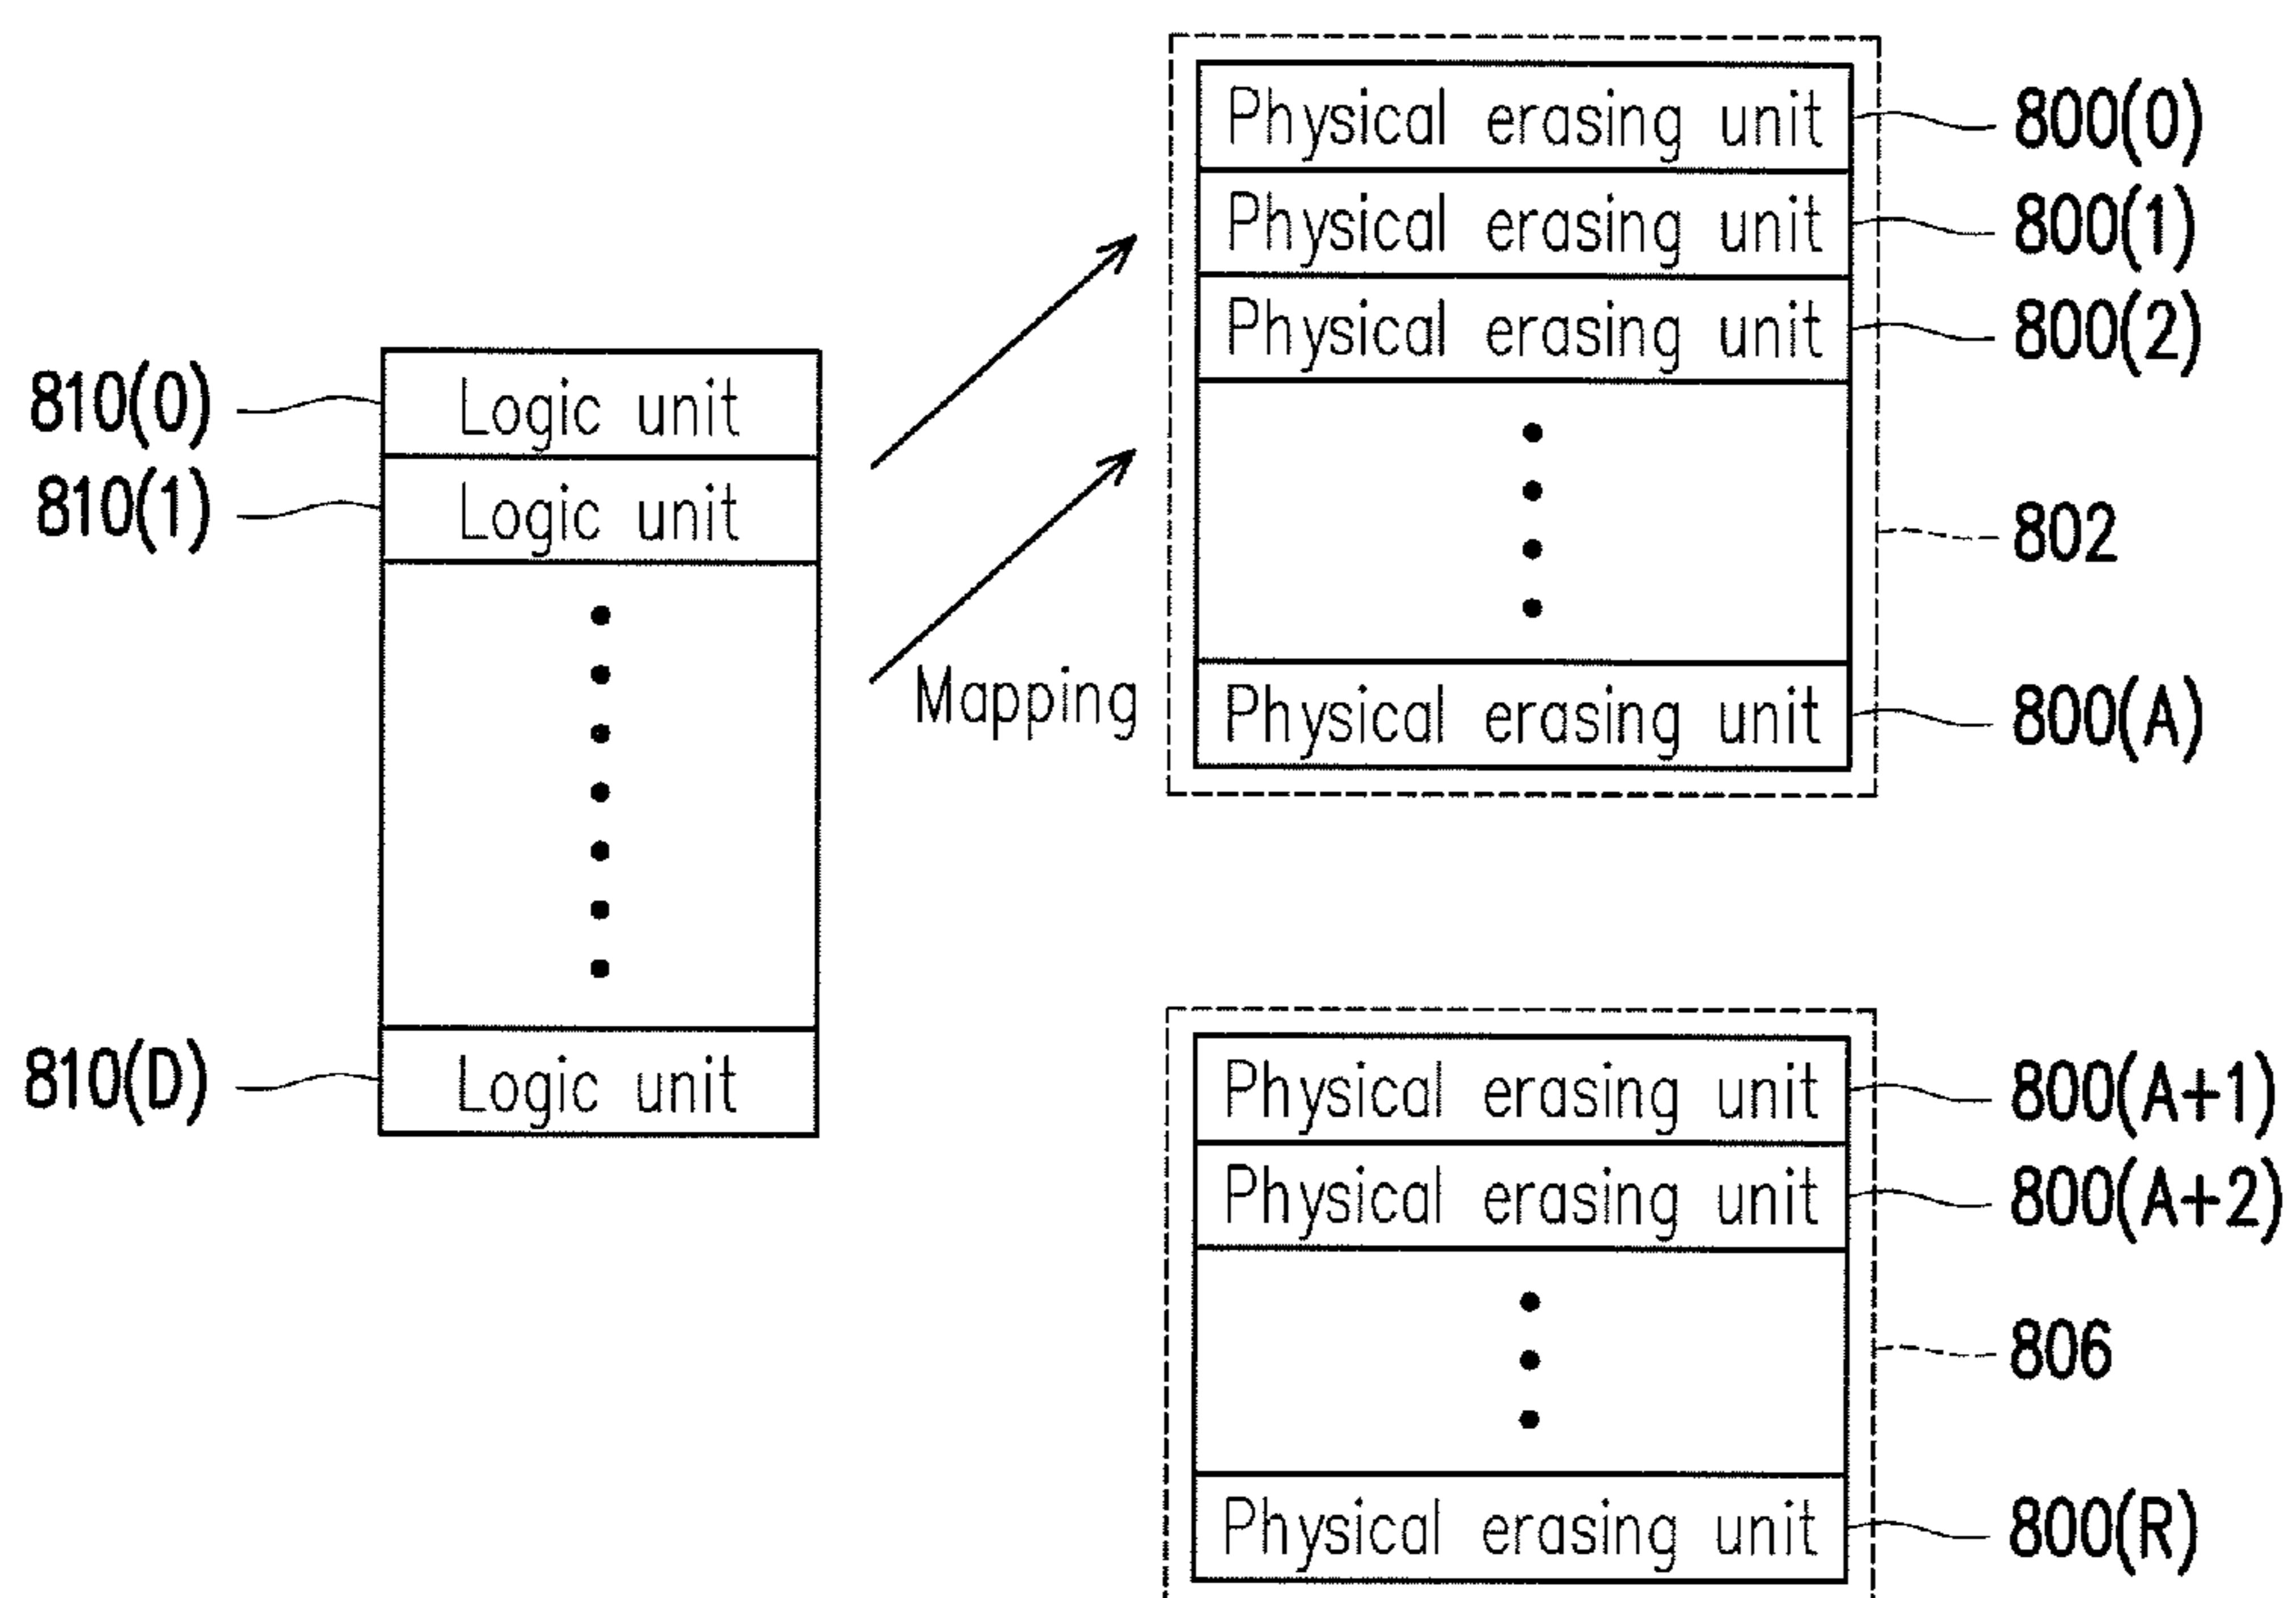 810(0) Logic unit
810(1) Logic unit
810(D) Logic unit
Mapping
Physical erasing unit 800(0)
Physical erasing unit 800(1)
Physical erasing unit 800(2)
802
Physical erasing unit 800(A)
Physical erasing unit 800(A+1)
Physical erasing unit 800(A+2)
806
Physical erasing unit 800(R)